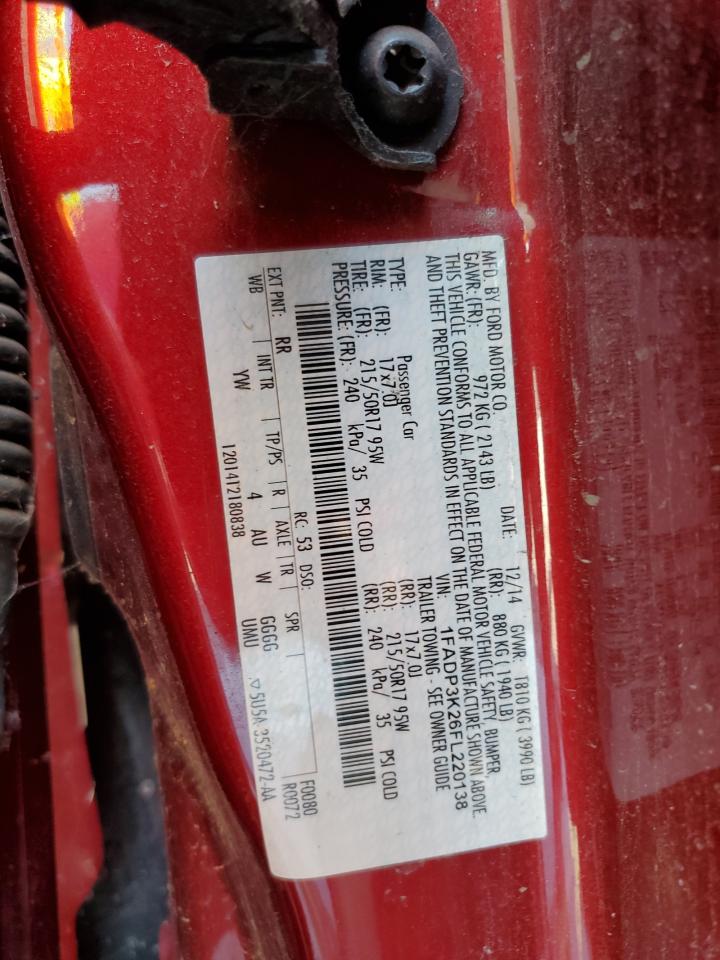 MFD. BY FORD MOTOR CO. DATE: 12/14 GVWR: 1810 KG ( 3990 LB)
GAWR: (FR): 972 KG ( 2143 LB) (RR): 880 KG ( 1940 LB)
THIS VEHICLE CONFORMS TO ALL APPLICABLE FEDERAL MOTOR VEHICLE SAFETY, BUMPER,
AND THEFT PREVENTION STANDARDS IN EFFECT ON THE DATE OF MANUFACTURE SHOWN ABOVE.
VIN: 1FADP3K26FL220138
TYPE: Passenger Car TRAILER TOWING - SEE OWNER GUIDE
RIM: (FR): 17x7.0J (RR): 17x7.0J
TIRE: (FR): 215/50R17 95W (RR): 215/50R17 95W
PRESSURE: (FR): 240 kPa/ 35 PSI COLD (RR): 240 kPa/ 35 PSI COLD
RC: 53 DSO: F0080
EXT PNT: RR R0072
WB INT TR TP/PS R AXLE TR SPR
YW 4 AU W GGGG
UMU
1201412180838 ▽5U5A-3520472-AA